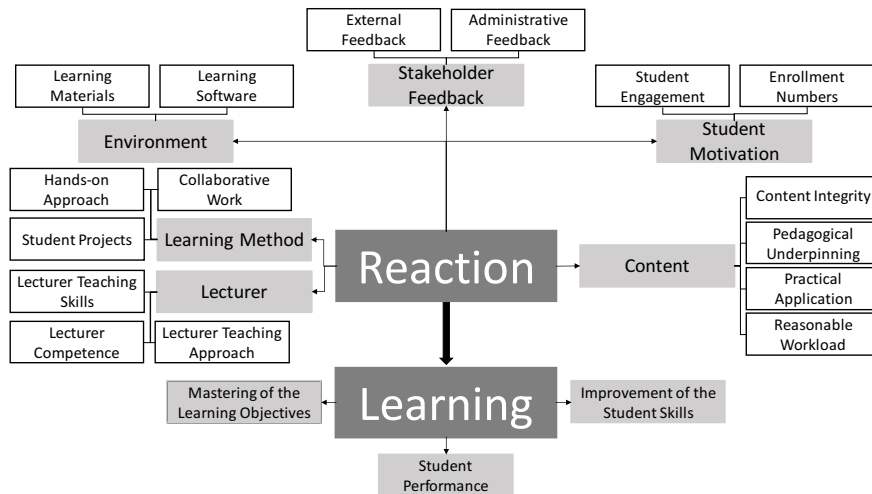 External
Feedback
Administrative
Feedback
Stakeholder
Feedback
Learning
Materials
Learning
Software
Environment
Student
Engagement
Enrollment
Numbers
Student
Motivation
Hands-on
Approach
Collaborative
Work
Student Projects
Learning Method
Lecturer Teaching
Skills
Lecturer
Lecturer
Competence
Lecturer Teaching
Approach
Reaction
Content
Content Integrity
Pedagogical
Underpinning
Practical
Application
Reasonable
Workload
Mastering of the
Learning Objectives
Learning
Improvement of the
Student Skills
Student
Performance